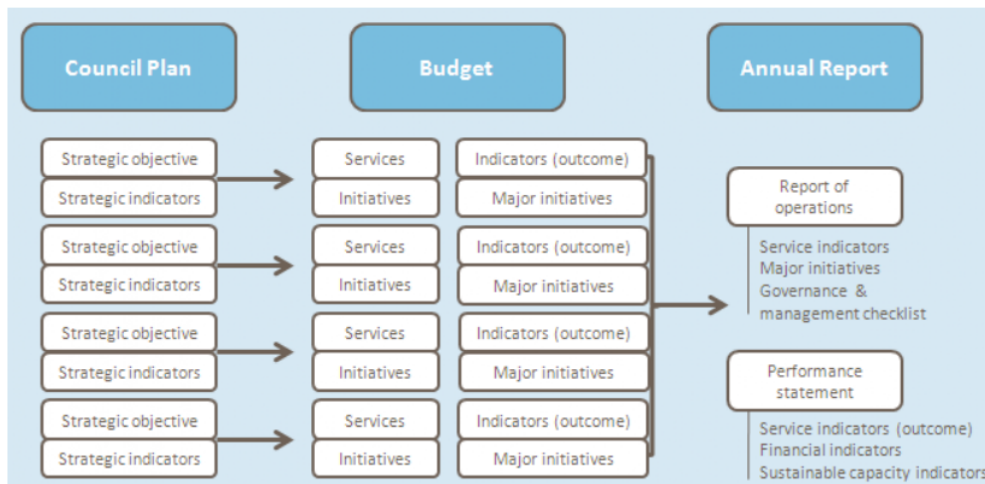 Council Plan
Budget
Annual Report
Strategic objective
Strategic indicators
Services
Initiatives
Indicators (outcome)
Major initiatives
Strategic objective
Strategic indicators
Services
Initiatives
Indicators (outcome)
Major initiatives
Strategic objective
Strategic indicators
Services
Initiatives
Indicators (outcome)
Major initiatives
Strategic objective
Strategic indicators
Services
Initiatives
Indicators (outcome)
Major initiatives
Report of
operations
Service indicators
Major initiatives
Governance &
management checklist
Performance
statement
Service indicators (outcome)
Financial indicators
Sustainable capacity indicators